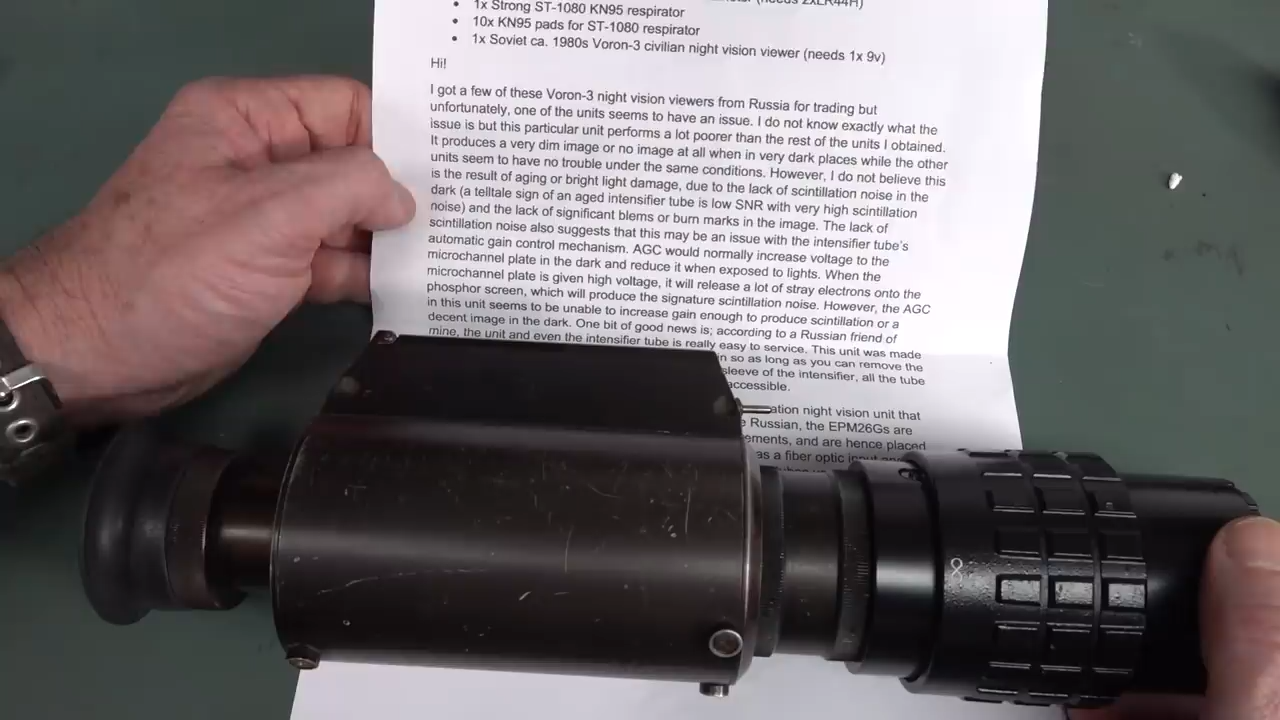 (needs 2xLR44H)
1x Strong ST-1080 KN95 respirator
10x KN95 pads for ST-1080 respirator
1x Soviet ca. 1980s Voron-3 civilian night vision viewer (needs 1x 9v)
Hi!
I got a few of these Voron-3 night vision viewers from Russia for trading but
unfortunately, one of the units seems to have an issue. I do not know exactly what the
issue is but this particular unit performs a lot poorer than the rest of the units I obtained.
It produces a very dim image or no image at all when in very dark places while the other
units seem to have no trouble under the same conditions. However, I do not believe this
is the result of aging or bright light damage, due to the lack of scintillation noise in the
dark (a telltale sign of an aged intensifier tube is low SNR with very high scintillation
noise) and the lack of significant blems or burn marks in the image. The lack of
scintillation noise also suggests that this may be an issue with the intensifier tube's
automatic gain control mechanism. AGC would normally increase voltage to the
microchannel plate in the dark and reduce it when exposed to lights. When the
microchannel plate is given high voltage, it will release a lot of stray electrons onto the
phosphor screen, which will produce the signature scintillation noise. However, the AGC
in this unit seems to be unable to increase gain enough to produce scintillation or a
decent image in the dark. One bit of good news is; according to a Russian friend of
mine, the unit and even the intensifier tube is really easy to service. This unit was made
in so as long as you can remove the
sleeve of the intensifier, all the tube
accessible.
ation night vision unit that
Russian, the EPM26Gs are
ements, and are hence placed
as a fiber optic input
∞